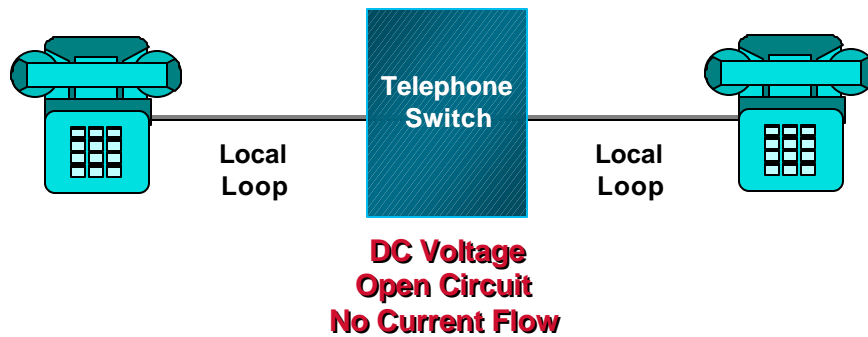 Telephone
Switch
Local
Loop
Local
Loop
DC Voltage
Open Circuit
No Current Flow